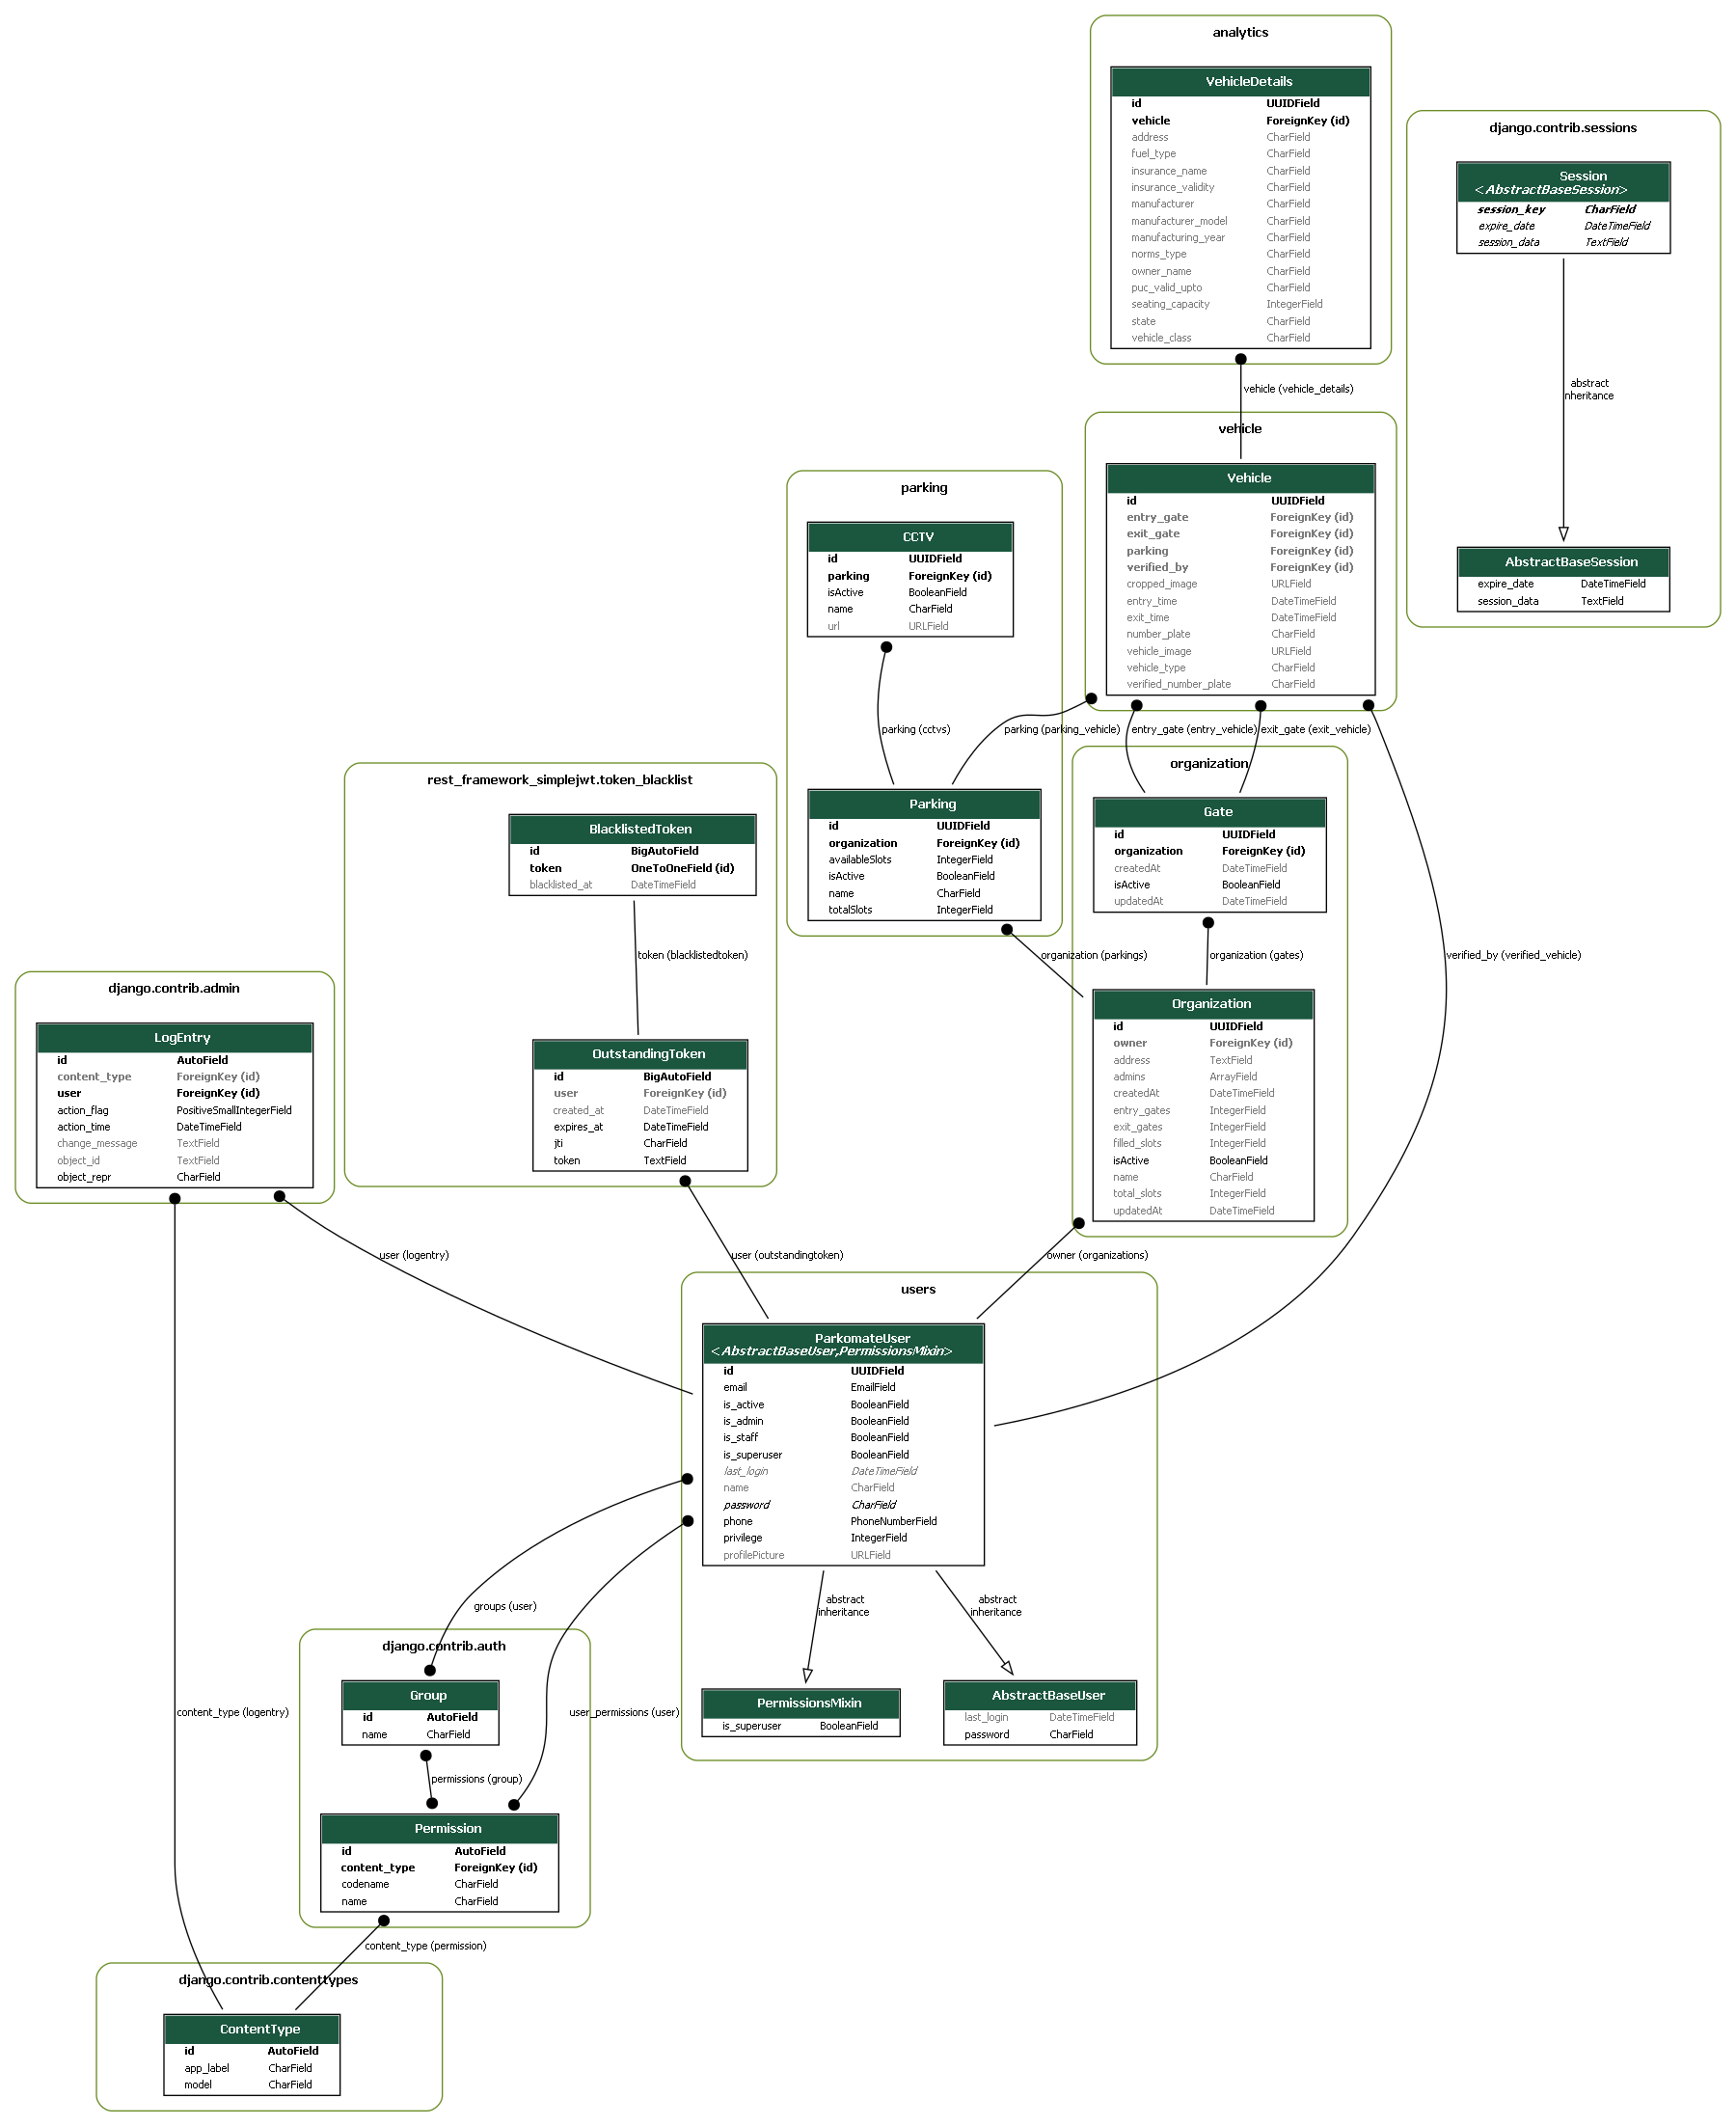 analytics
VehicleDetails
id UUIDField
vehicle ForeignKey (id)
address CharField
fuel_type CharField
insurance_name CharField
insurance_validity CharField
manufacturer CharField
manufacturer_model CharField
manufacturing_year CharField
norms_type CharField
owner_name CharField
puc_valid_upto CharField
seating_capacity IntegerField
state CharField
vehicle_class CharField
vehicle (vehicle_details)
django.contrib.sessions
Session
<AbstractBaseSession>
session_key CharField
expire_date DateTimeField
session_data TextField
abstract
inheritance
AbstractBaseSession
expire_date DateTimeField
session_data TextField
vehicle
Vehicle
id UUIDField
entry_gate ForeignKey (id)
exit_gate ForeignKey (id)
parking ForeignKey (id)
verified_by ForeignKey (id)
cropped_image URLField
entry_time DateTimeField
exit_time DateTimeField
number_plate CharField
vehicle_image URLField
vehicle_type CharField
verified_number_plate CharField
parking
CCTV
id UUIDField
parking ForeignKey (id)
isActive BooleanField
name CharField
url URLField
parking (cctvs)
parking (parking_vehicle)
entry_gate (entry_vehicle)
exit_gate (exit_vehicle)
Parking
id UUIDField
organization ForeignKey (id)
availableSlots IntegerField
isActive BooleanField
name CharField
totalSlots IntegerField
organization
Gate
id UUIDField
organization ForeignKey (id)
createdAt DateTimeField
isActive BooleanField
updatedAt DateTimeField
organization (parkings)
organization (gates)
verified_by (verified_vehicle)
Organization
id UUIDField
owner ForeignKey (id)
address TextField
admins ArrayField
createdAt DateTimeField
entry_gates IntegerField
exit_gates IntegerField
filled_slots IntegerField
isActive BooleanField
name CharField
total_slots IntegerField
updatedAt DateTimeField
rest_framework_simplejwt.token_blacklist
BlacklistedToken
id BigAutoField
token OneToOneField (id)
blacklisted_at DateTimeField
token (blacklistedtoken)
OutstandingToken
id BigAutoField
user ForeignKey (id)
created_at DateTimeField
expires_at DateTimeField
jti CharField
token TextField
django.contrib.admin
LogEntry
id AutoField
content_type ForeignKey (id)
user ForeignKey (id)
action_flag PositiveSmallIntegerField
action_time DateTimeField
change_message TextField
object_id TextField
object_repr CharField
user (logentry)
user (outstandingtoken)
owner (organizations)
users
ParkomateUser
<AbstractBaseUser,PermissionsMixin>
id UUIDField
email EmailField
is_active BooleanField
is_admin BooleanField
is_staff BooleanField
is_superuser BooleanField
last_login DateTimeField
name CharField
password CharField
phone PhoneNumberField
privilege IntegerField
profilePicture URLField
abstract
inheritance
abstract
inheritance
PermissionsMixin
is_superuser BooleanField
AbstractBaseUser
last_login DateTimeField
password CharField
groups (user)
user_permissions (user)
content_type (logentry)
django.contrib.auth
Group
id AutoField
name CharField
permissions (group)
Permission
id AutoField
content_type ForeignKey (id)
codename CharField
name CharField
content_type (permission)
django.contrib.contenttypes
ContentType
id AutoField
app_label CharField
model CharField